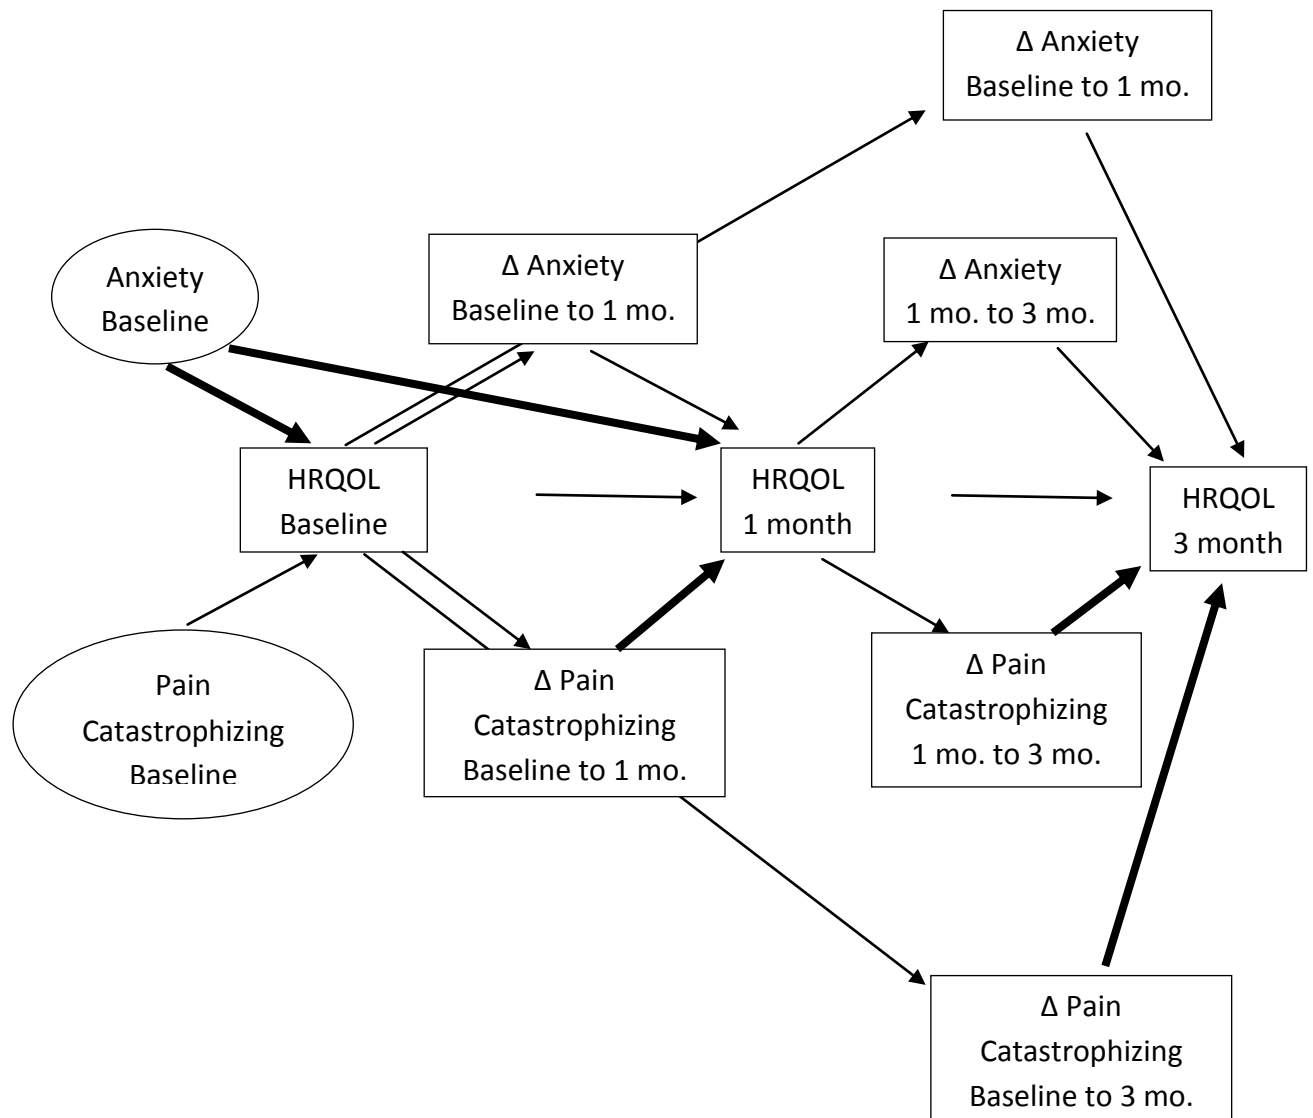 Δ Anxiety
Baseline to 1 mo.
Anxiety
Baseline
Δ Anxiety
Baseline to 1 mo.
Δ Anxiety
1 mo. to 3 mo.
HRQOL
Baseline
HRQOL
1 month
HRQOL
3 month
Pain
Catastrophizing
Baseline
Δ Pain
Catastrophizing
Baseline to 1 mo.
Δ Pain
Catastrophizing
1 mo. to 3 mo.
Δ Pain
Catastrophizing
Baseline to 3 mo.